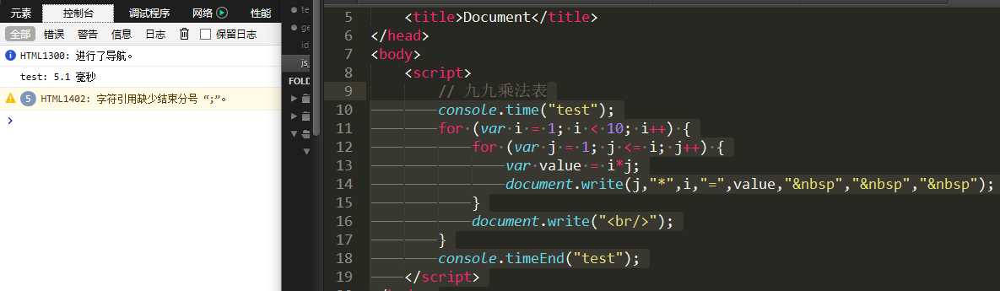 元素 控制台 调试程序 网络 性能
全部 错误 警告 信息 日志 保留日志
HTML1300: 进行了导航。
test: 5.1 毫秒
5 HTML1402: 字符引用缺少结束分号 “;”。
te
ge
id
js_
FOLD
5 <title>Document</title>
6 </head>
7 <body>
8 <script>
9 // 九九乘法表
10 console.time("test");
11 for (var i = 1; i < 10; i++) {
12 for (var j = 1; j <= i; j++) {
13 var value = i*j;
14 document.write(j,"*",i,"=",value,"&nbsp","&nbsp","&nbsp");
15 }
16 document.write("<br/>");
17 }
18 console.timeEnd("test");
19 </script>